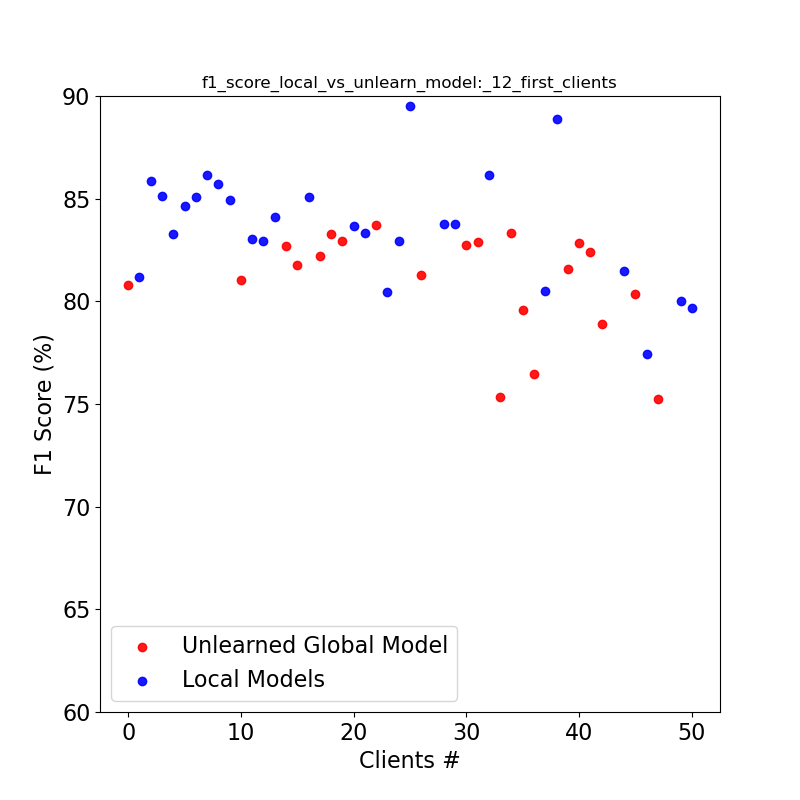 f1_score_local_vs_unlearn_model:_12_first_clients
90
85
80
75
70
65
60
F1 Score (%)
Unlearned Global Model
Local Models
0 10 20 30 40 50
Clients #